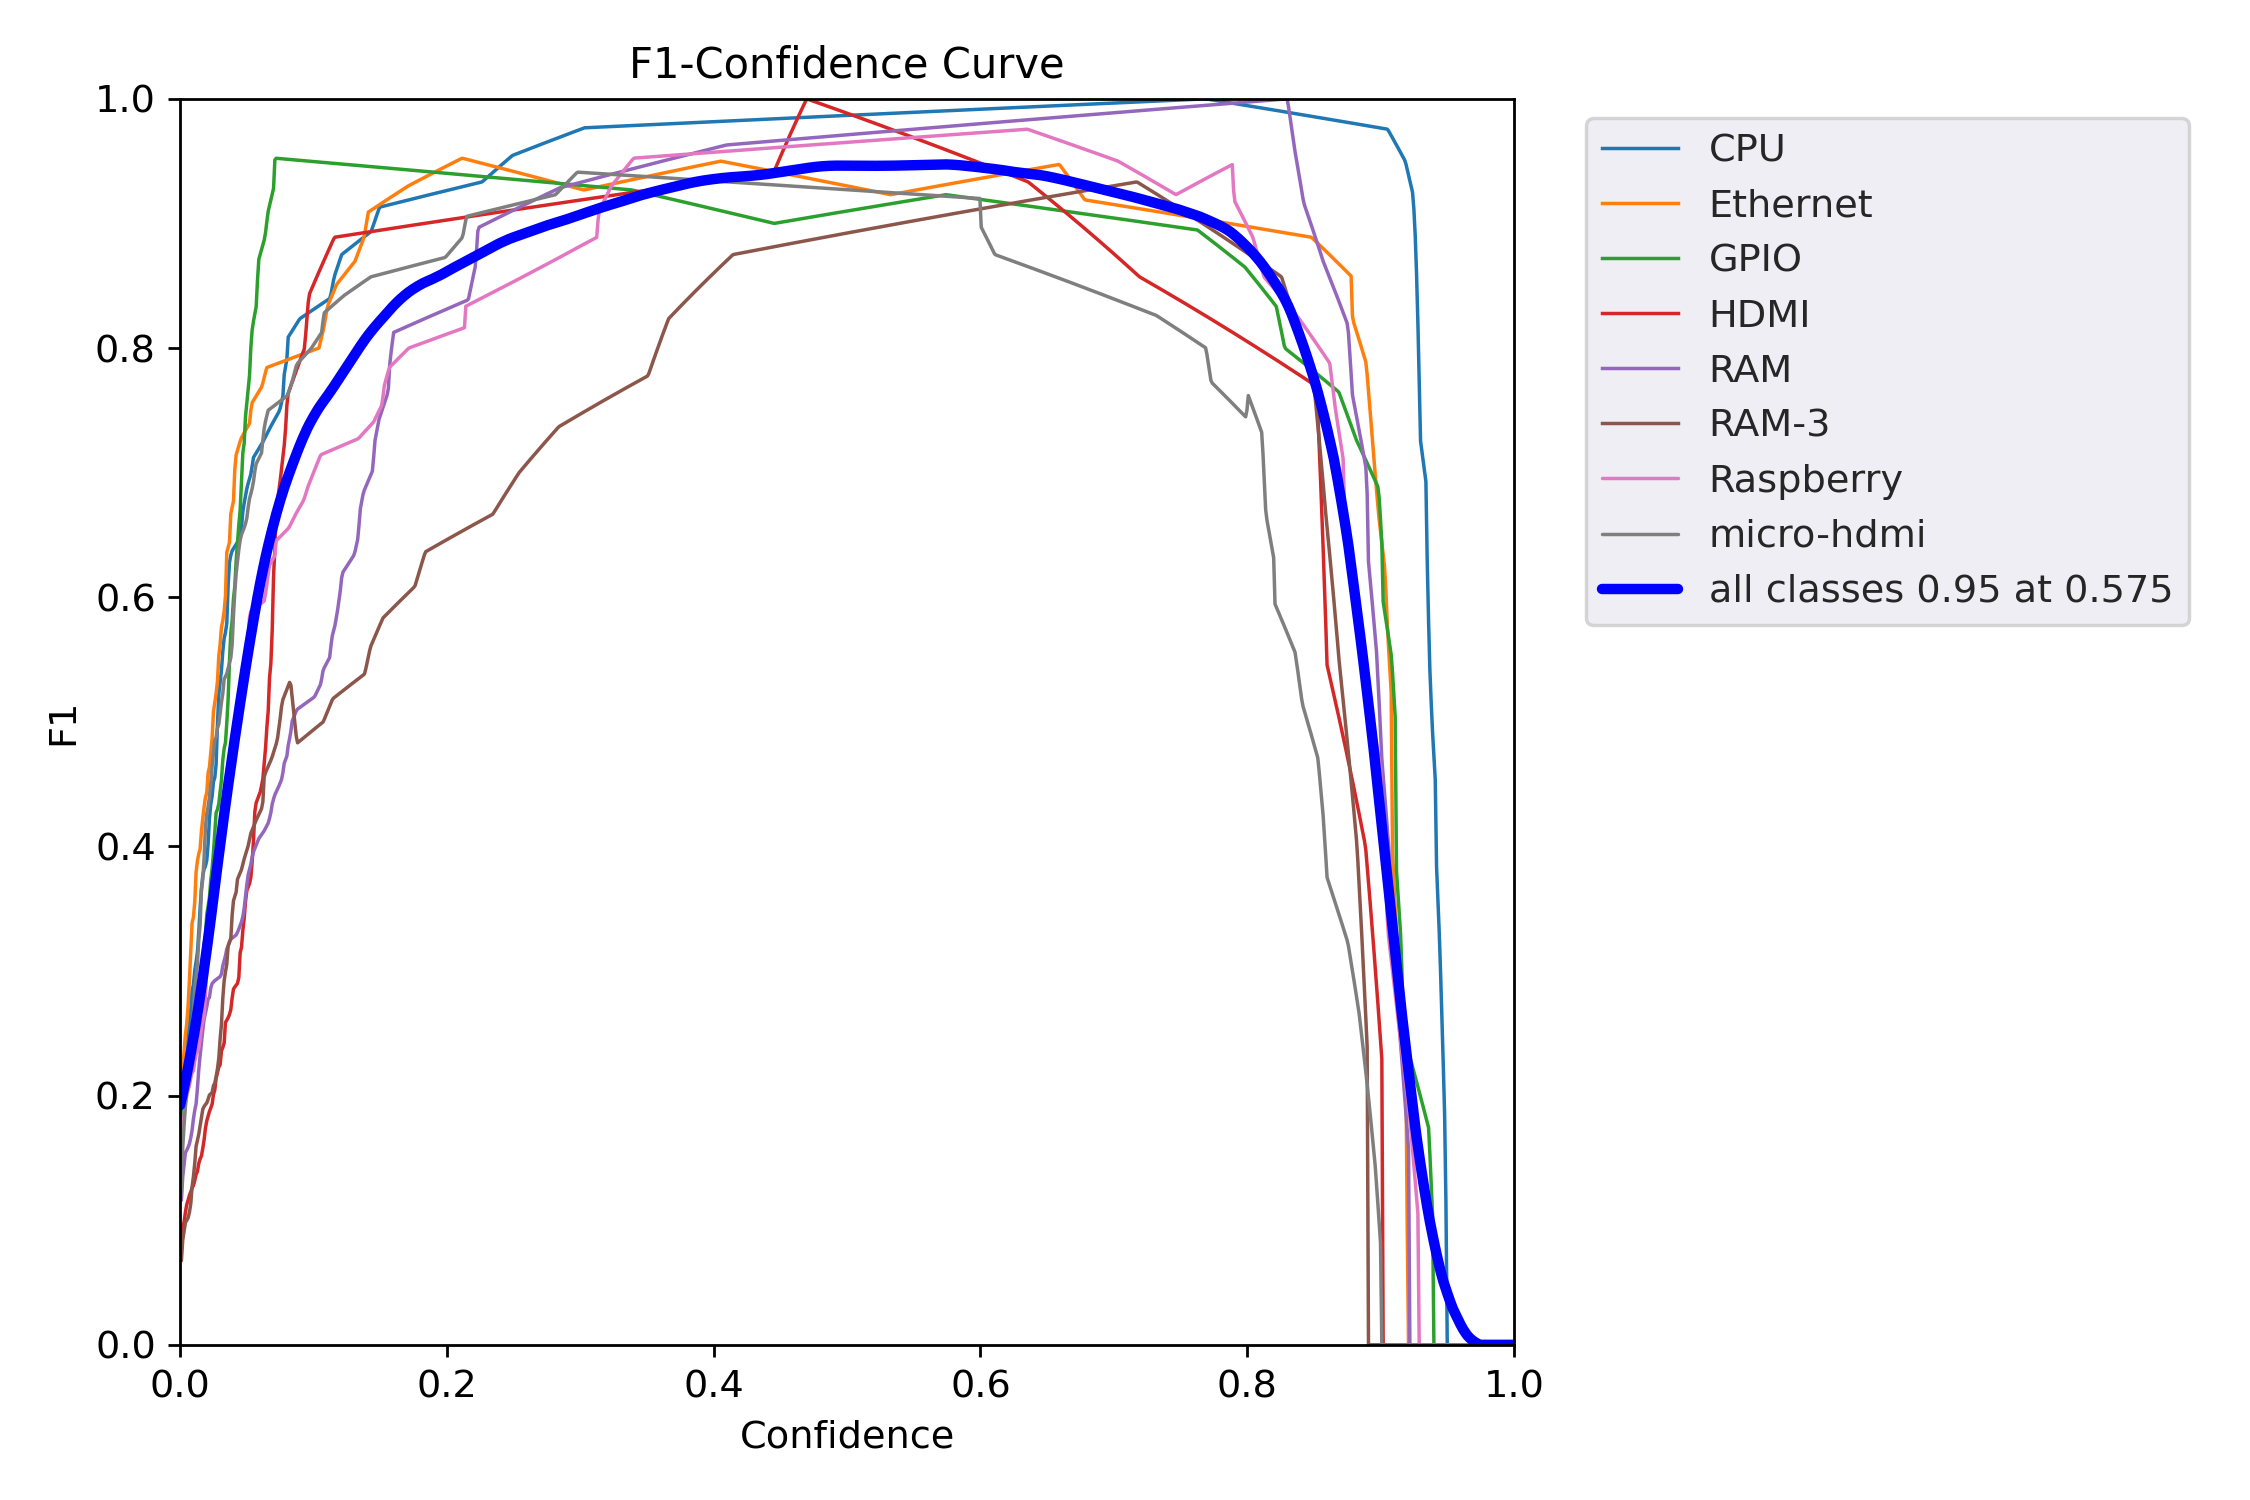 F1-Confidence Curve
1.0
0.8
0.6
0.4
0.2
0.0
F1
0.0 0.2 0.4 0.6 0.8 1.0
Confidence
CPU
Ethernet
GPIO
HDMI
RAM
RAM-3
Raspberry
micro-hdmi
all classes 0.95 at 0.575